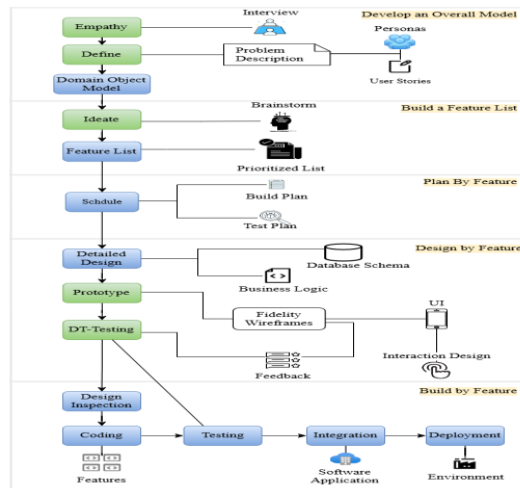 Develop an Overall Model
Interview
Empathy
Personas
Define
Problem
Description
User Stories
Domain Object
Model
Build a Feature List
Brainstorm
Ideate
Feature List
Prioritized List
Plan By Feature
Schdule
Build Plan
Test Plan
Design by Feature
Detailed
Design
Database Schema
Business Logic
Prototype
Fidelity
Wireframes
UI
DT-Testing
Interaction Design
Feedback
Build by Feature
Design
Inspection
Coding
Testing
Integration
Deployment
Features
Software
Application
Environment